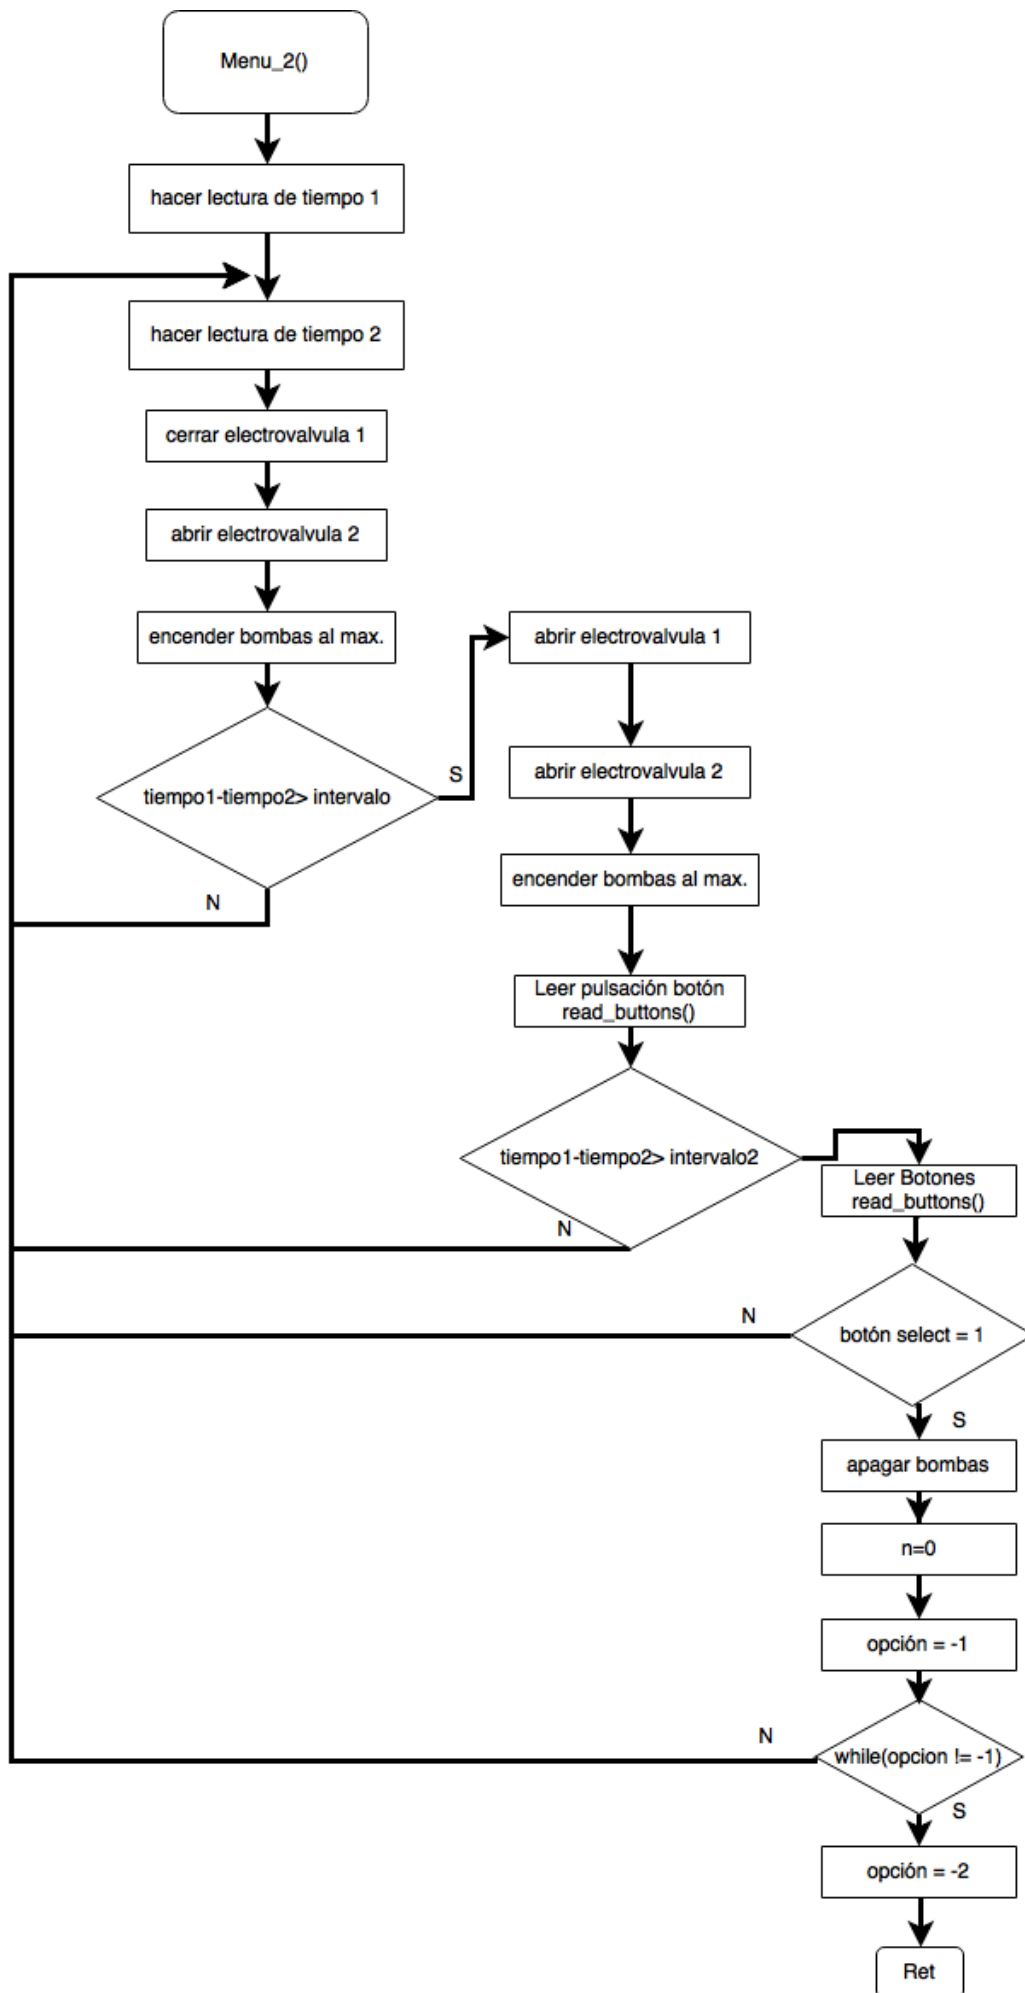 Menu_2()
hacer lectura de tiempo 1
hacer lectura de tiempo 2
cerrar electrovalvula 1
abrir electrovalvula 2
encender bombas al max.
tiempo1-tiempo2> intervalo
S
N
abrir electrovalvula 1
abrir electrovalvula 2
encender bombas al max.
Leer pulsación botón
read_buttons()
tiempo1-tiempo2> intervalo2
N
Leer Botones
read_buttons()
botón select = 1
N
S
apagar bombas
n=0
opción = -1
while(opcion != -1)
N
S
opción = -2
Ret